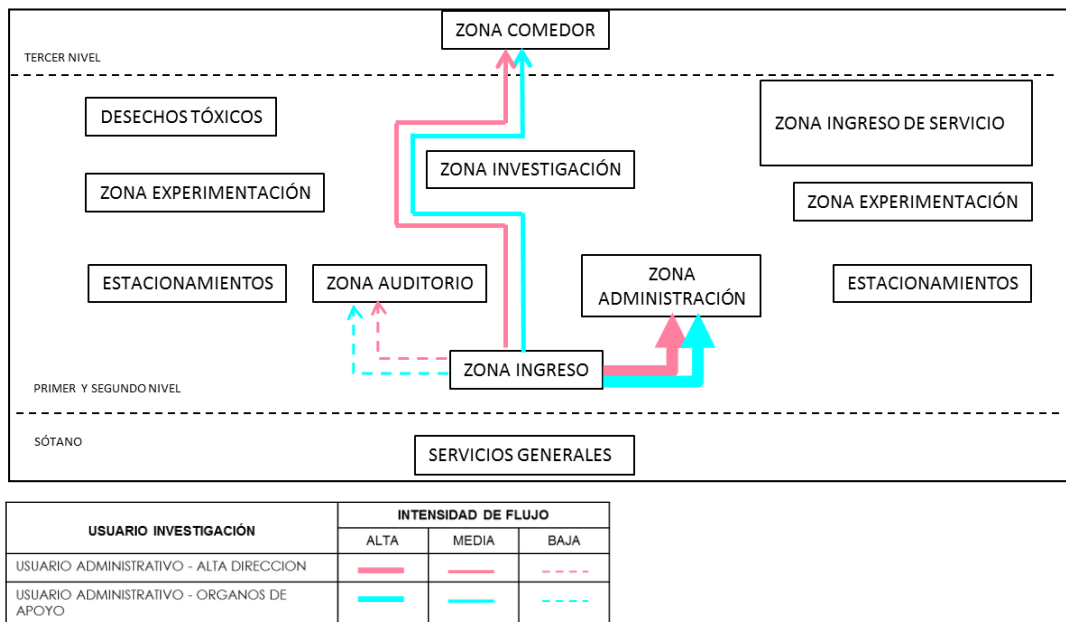 ZONA COMEDOR
TERCER NIVEL
DESECHOS TÓXICOS
ZONA INGRESO DE SERVICIO
ZONA INVESTIGACIÓN
ZONA EXPERIMENTACIÓN
ZONA EXPERIMENTACIÓN
ESTACIONAMIENTOS
ZONA AUDITORIO
ZONA
ADMINISTRACIÓN
ESTACIONAMIENTOS
ZONA INGRESO
PRIMER Y SEGUNDO NIVEL
SÓTANO
SERVICIOS GENERALES
USUARIO INVESTIGACIÓN
INTENSIDAD DE FLUJO
ALTA
MEDIA
BAJA
USUARIO ADMINISTRATIVO - ALTA DIRECCION
USUARIO ADMINISTRATIVO - ORGANOS DE
APOYO